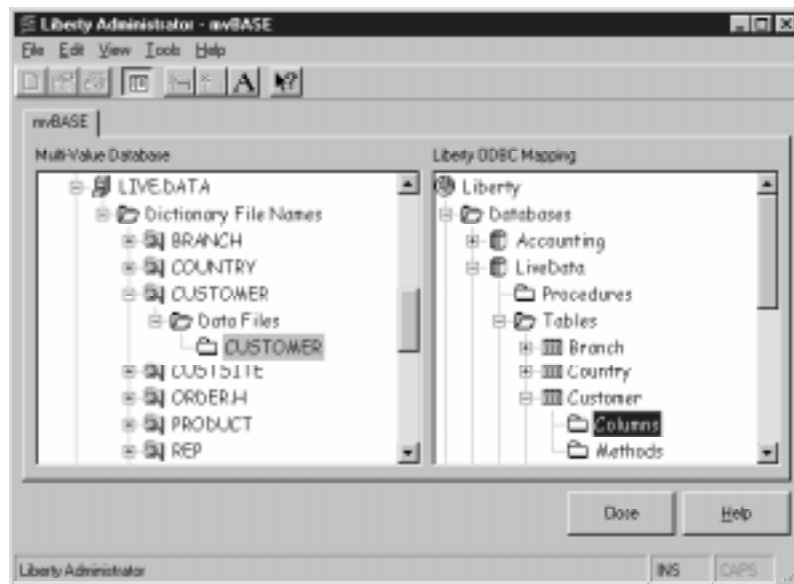 Liberty Administrator - mvBASE
File Edit View Tools Help
A
mvBASE
Multi-Value Database
LIVE.DATA
Dictionary File Names
BRANCH
COUNTRY
CUSTOMER
Data Files
CUSTOMER
CUSTSITE
ORDER.H
PRODUCT
REP
Liberty ODBC Mapping
Liberty
Databases
Accounting
LiveData
Procedures
Tables
Branch
Country
Customer
Columns
Methods
Close
Help
Liberty Administrator
INS
CAPS